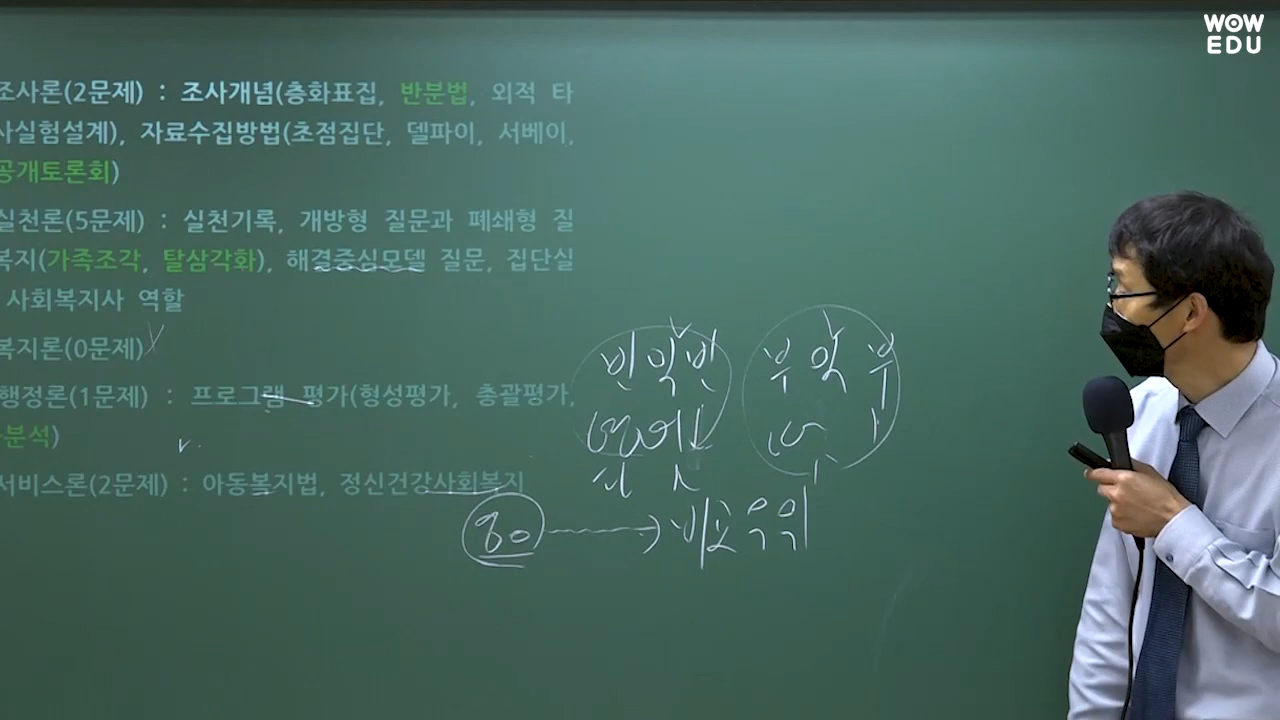 WOW
EDU
조사론(2문제) : 조사개념(층화표집, 반분법, 외적 타
사실험설계), 자료수집방법(초점집단, 델파이, 서베이,
공개토론회)
실천론(5문제) : 실천기록, 개방형 질문과 폐쇄형 질
복지(가족조각, 탈삼각화), 해결중심모델 질문, 집단실
사회복지사 역할
복지론(0문제)
행정론(1문제) : 프로그램 평가(형성평가, 총괄평가,
분석)
서비스론(2문제) : 아동복지법, 정신건강사회복지
빈익빈 부익부
80